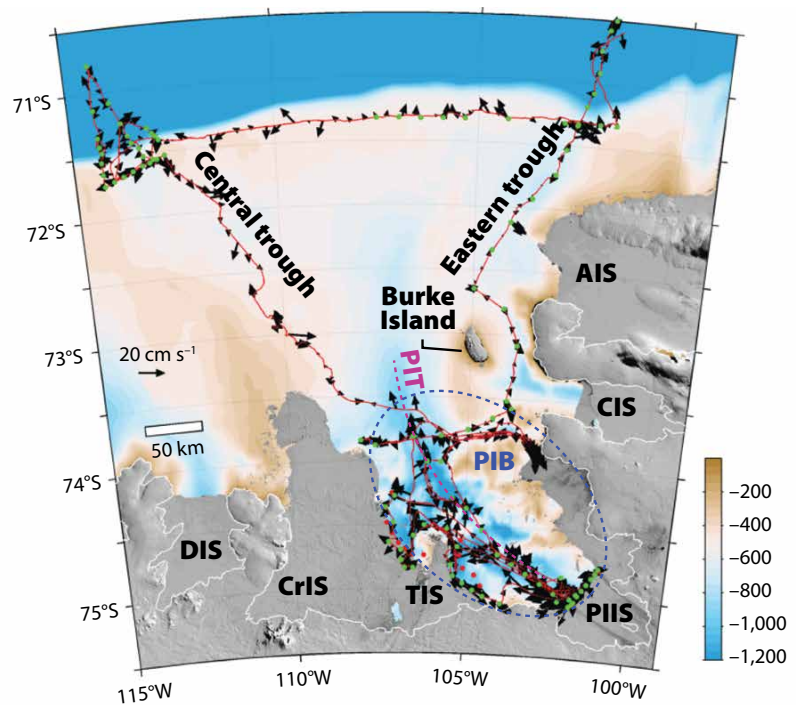 71°S
72°S
73°S
74°S
75°S
115°W
110°W
105°W
100°W
Central trough
Eastern trough
AIS
Burke
Island
20 cm s⁻¹
PIT
50 km
CIS
PIB
DIS
CrIS
TIS
PIIS
–200
–400
–600
–800
–1,000
–1,200